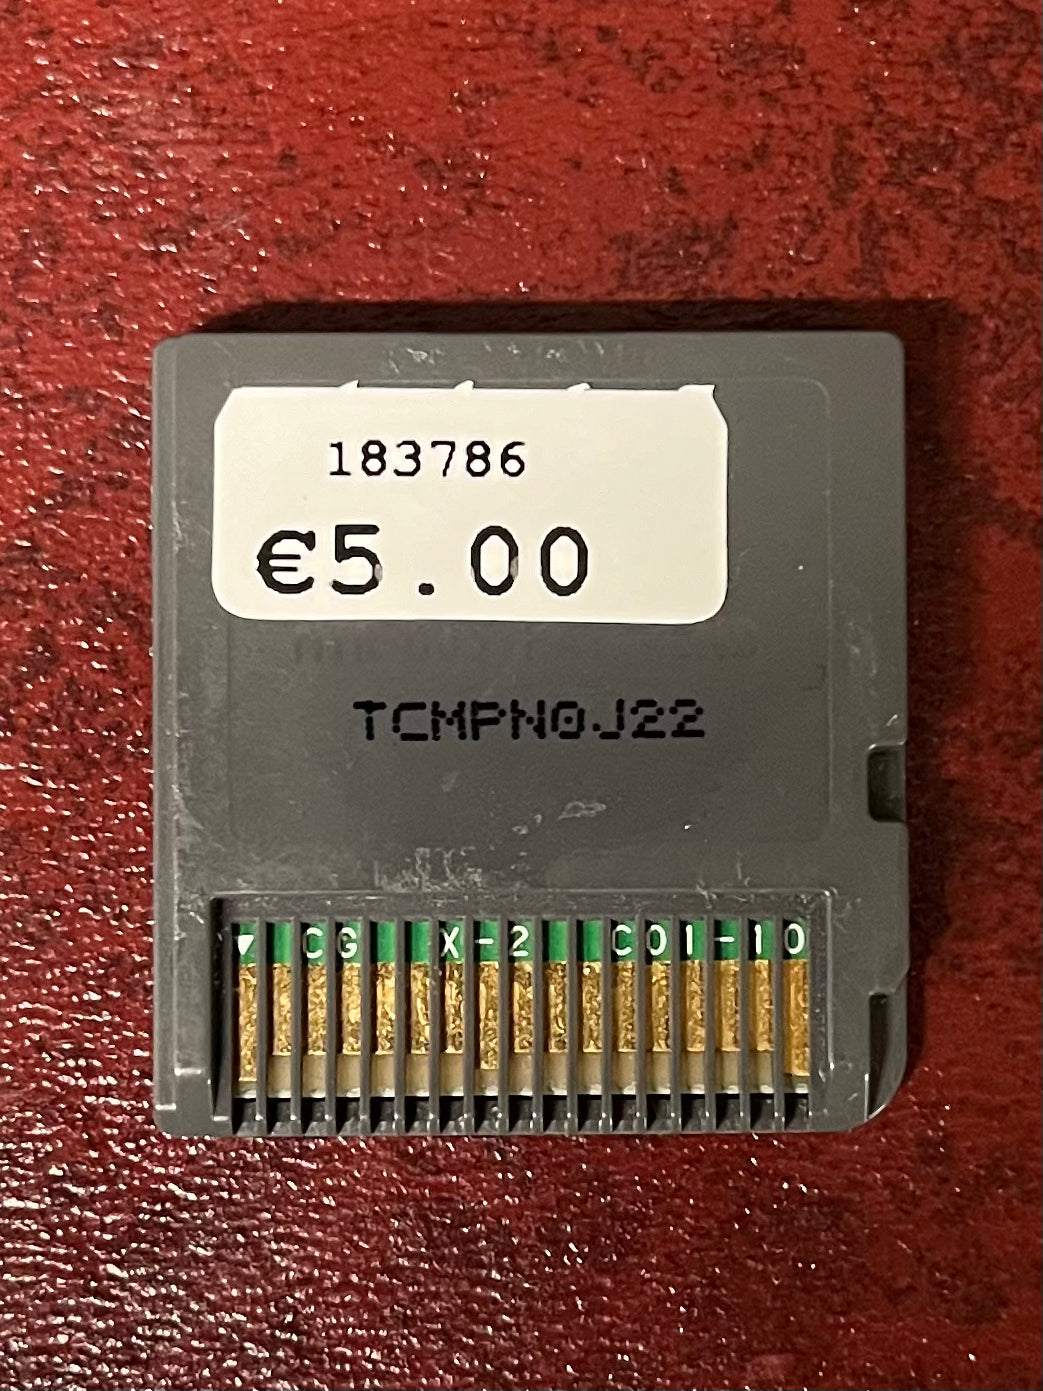 183786
€5.00
TCMPN0J22
▼ CG X-2 C01-10